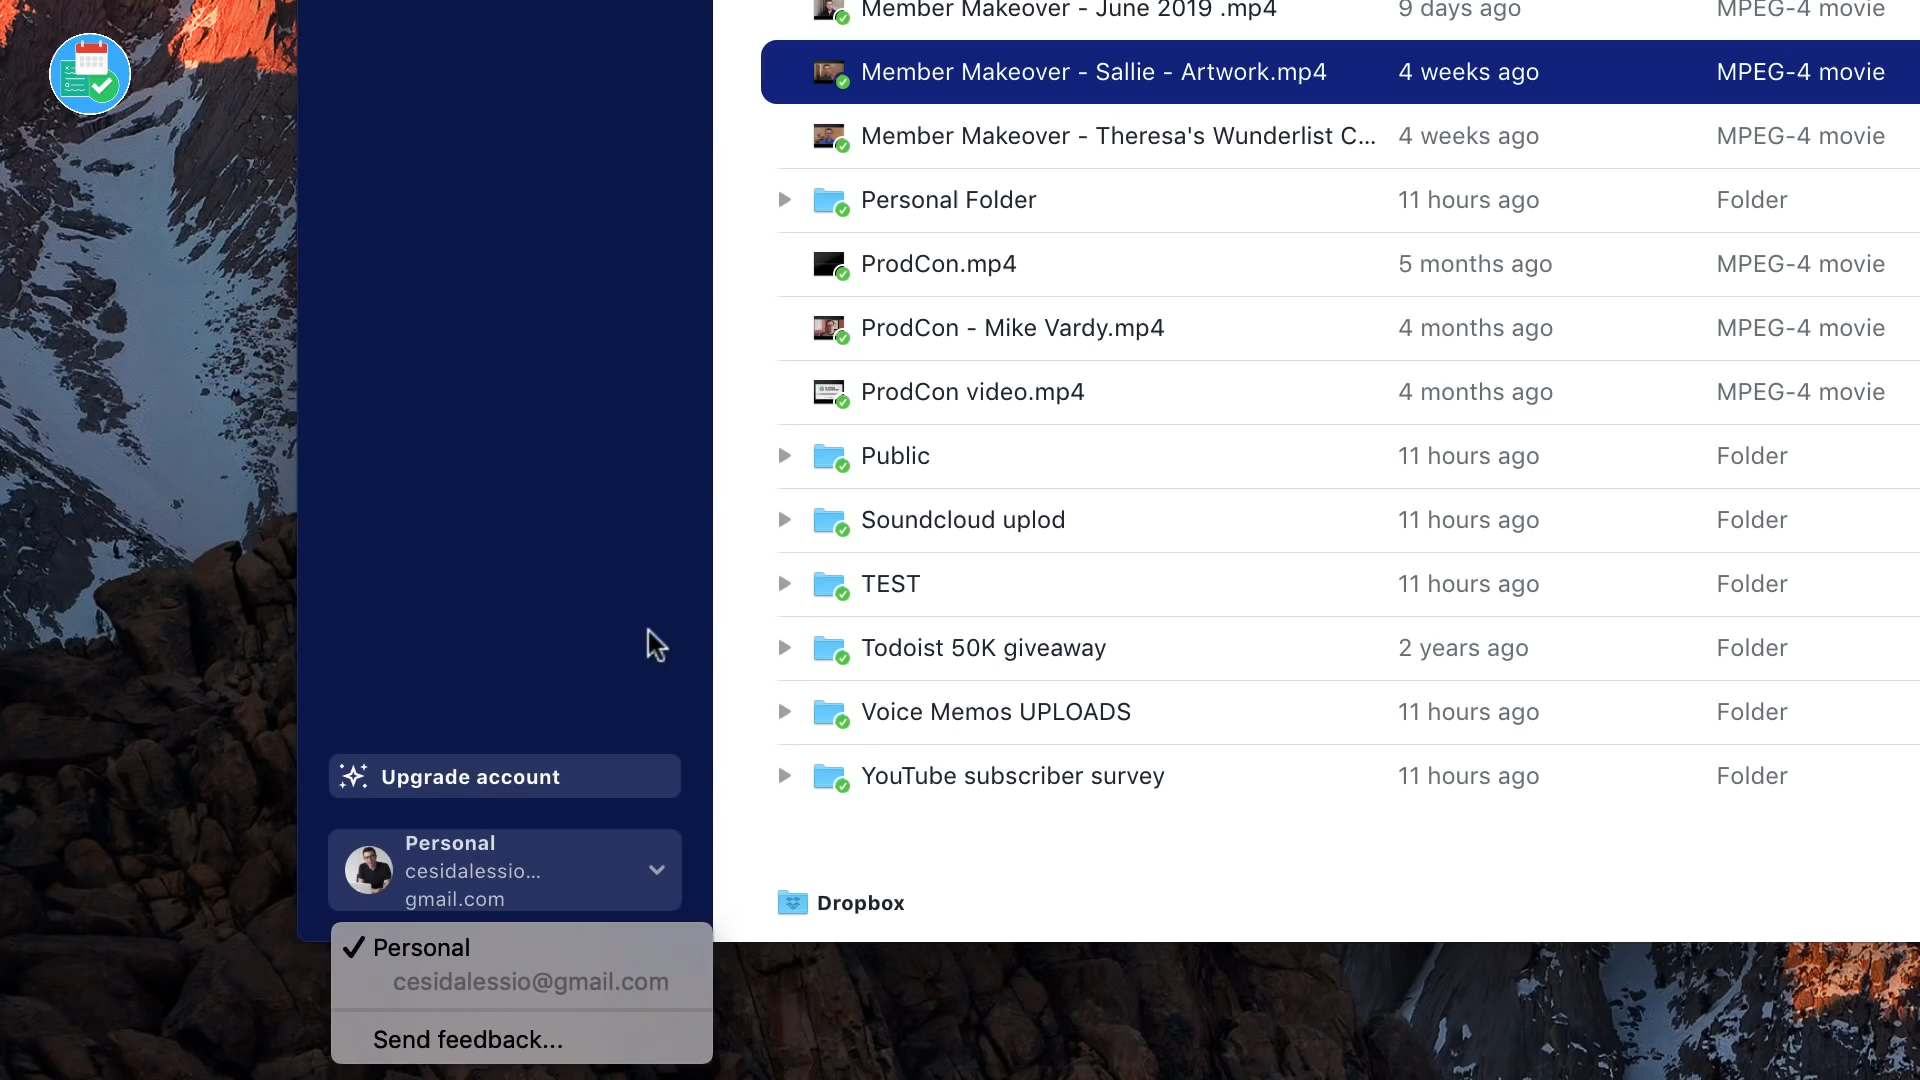 Member Makeover - June 2019 .mp4 9 days ago MPEG-4 movie
Member Makeover - Sallie - Artwork.mp4 4 weeks ago MPEG-4 movie
Member Makeover - Theresa's Wunderlist C... 4 weeks ago MPEG-4 movie
Personal Folder 11 hours ago Folder
ProdCon.mp4 5 months ago MPEG-4 movie
ProdCon - Mike Vardy.mp4 4 months ago MPEG-4 movie
ProdCon video.mp4 4 months ago MPEG-4 movie
Public 11 hours ago Folder
Soundcloud uplod 11 hours ago Folder
TEST 11 hours ago Folder
Todoist 50K giveaway 2 years ago Folder
Voice Memos UPLOADS 11 hours ago Folder
YouTube subscriber survey 11 hours ago Folder
Upgrade account
Personal
cesidalessio...
gmail.com
Dropbox
Personal
cesidalessio@gmail.com
Send feedback...